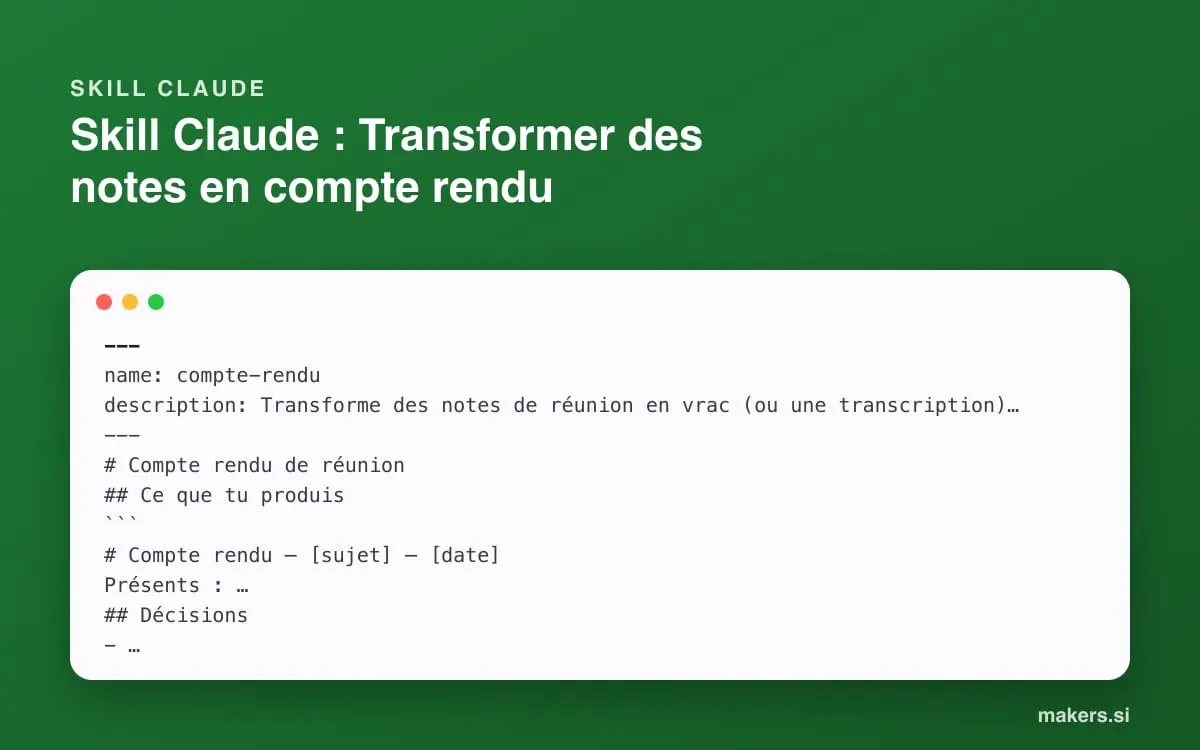 SKILL CLAUDE
Skill Claude : Transformer des
notes en compte rendu
---
name: compte-rendu
description: Transforme des notes de réunion en vrac (ou une transcription)…
---
# Compte rendu de réunion
## Ce que tu produis
```
# Compte rendu — [sujet] — [date]
Présents : …
## Décisions
- …
makers.si